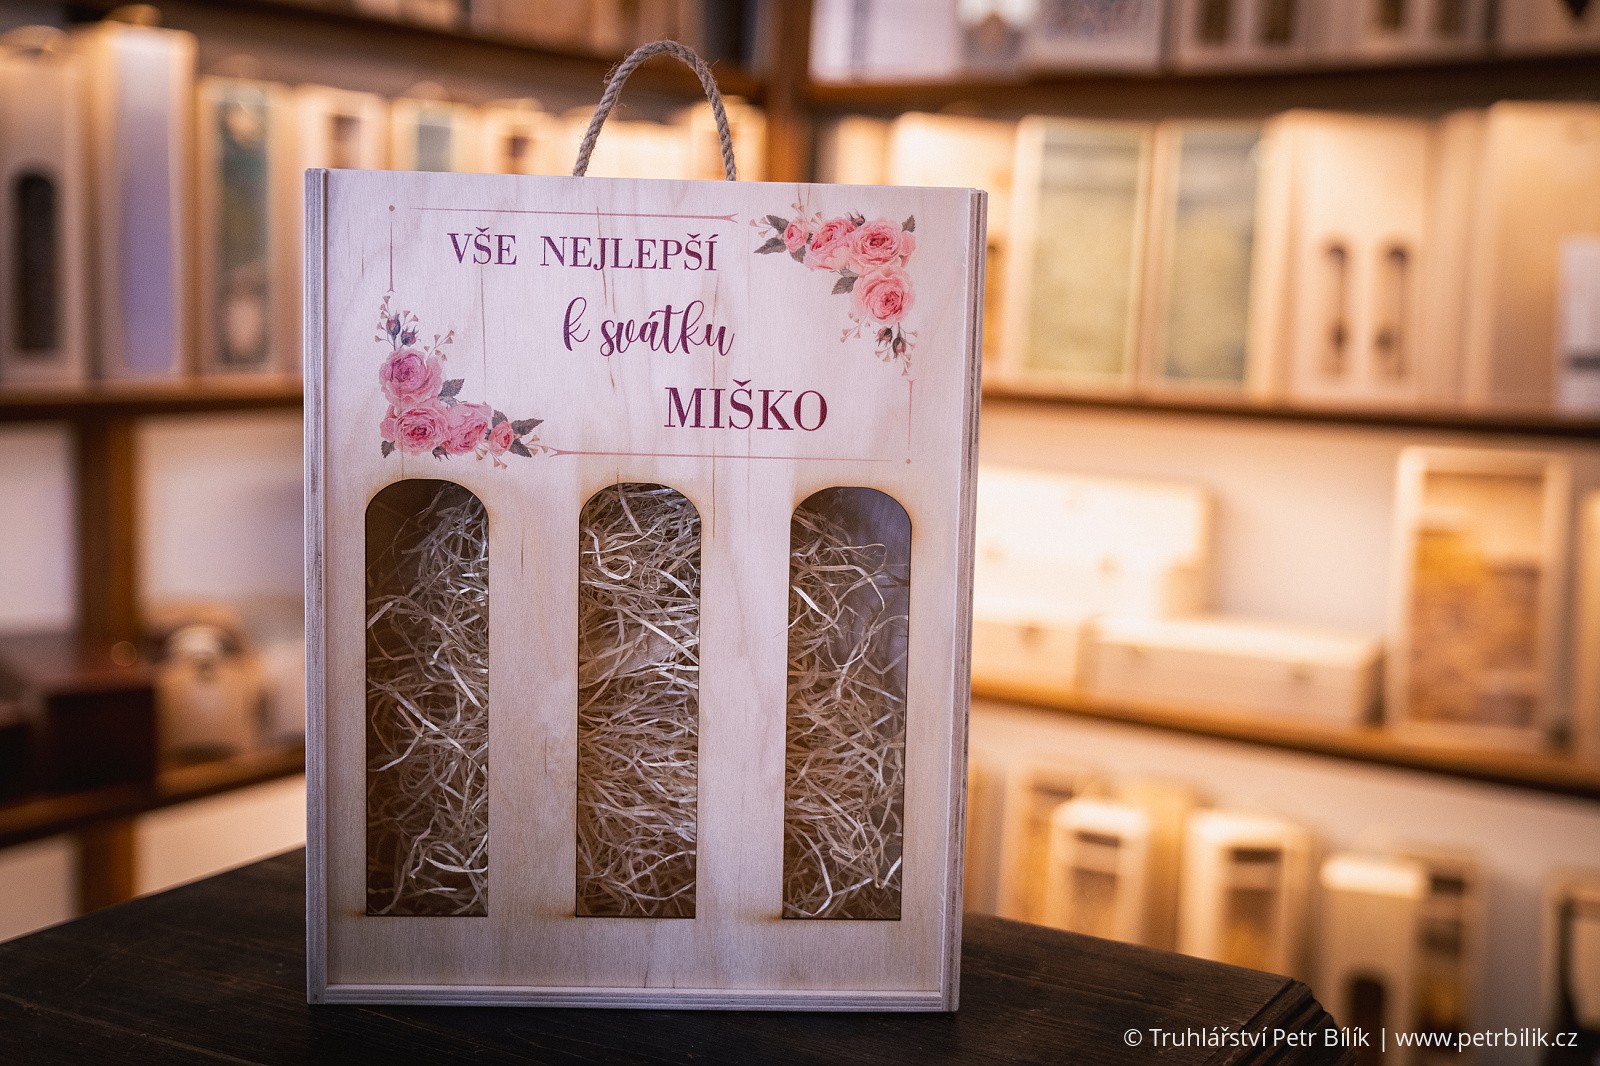 VŠE NEJLEPŠÍ
k svátku
MIŠKO
© Truhlářství Petr Bílík | www.petrbilik.cz